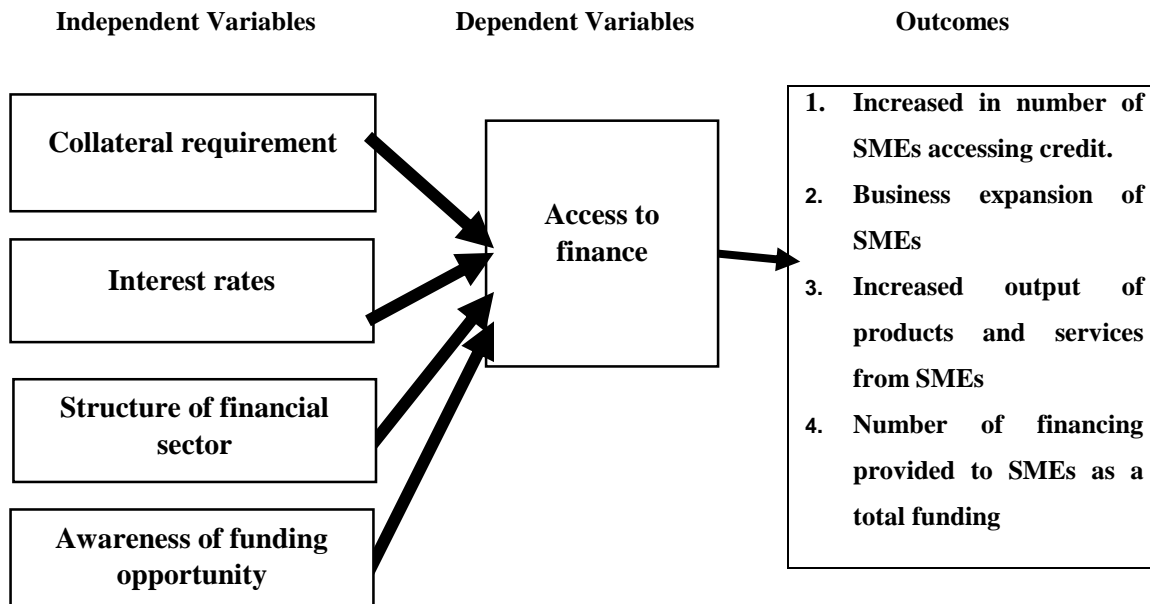 Independent Variables
Dependent Variables
Outcomes
Collateral requirement
Interest rates
Structure of financial
sector
Awareness of funding
opportunity
Access to
finance
1. Increased in number of
SMEs accessing credit.
2. Business expansion of
SMEs
3. Increased output of
products and services
from SMEs
4. Number of financing
provided to SMEs as a
total funding